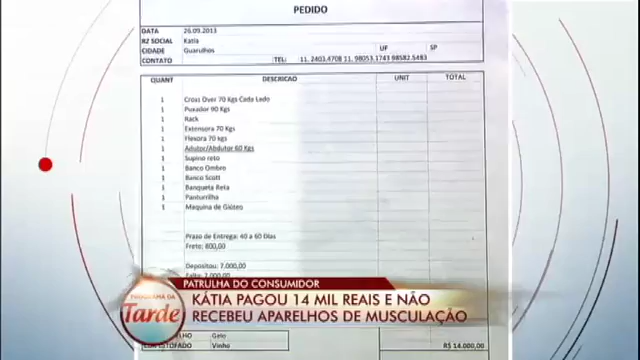 PEDIDO
DATA 26.09.2013
RZ SOCIAL Katia
CIDADE Guarulhos UF SP
CONTATO TEL: 11. 2403.4708 11. 98053.1743 98582.5483
QUANT DESCRICAO UNIT TOTAL
1 Cross Over 70 Kgs Cada Lado
1 Puxador 90 Kgs
1 Rack
1 Extensora 70 Kgs
1 Flexora 70 kgs
1 Adutor/Abdutor 60 Kgs
1 Supino reto
1 Banco Ombro
1 Banco Scott
1 Banqueta Reta
1 Panturrilha
1 Maquina de Glúteo
Prazo de Entrega: 40 a 60 Dias
Frete: 800,00
Depositou: 7.000,00
7.000,00
PATRULHA DO CONSUMIDOR
PROGRAMA DA
Tarde
KÁTIA PAGOU 14 MIL REAIS E NÃO
RECEBEU APARELHOS DE MUSCULAÇÃO
Gelo
Vinho R$ 14.000,00